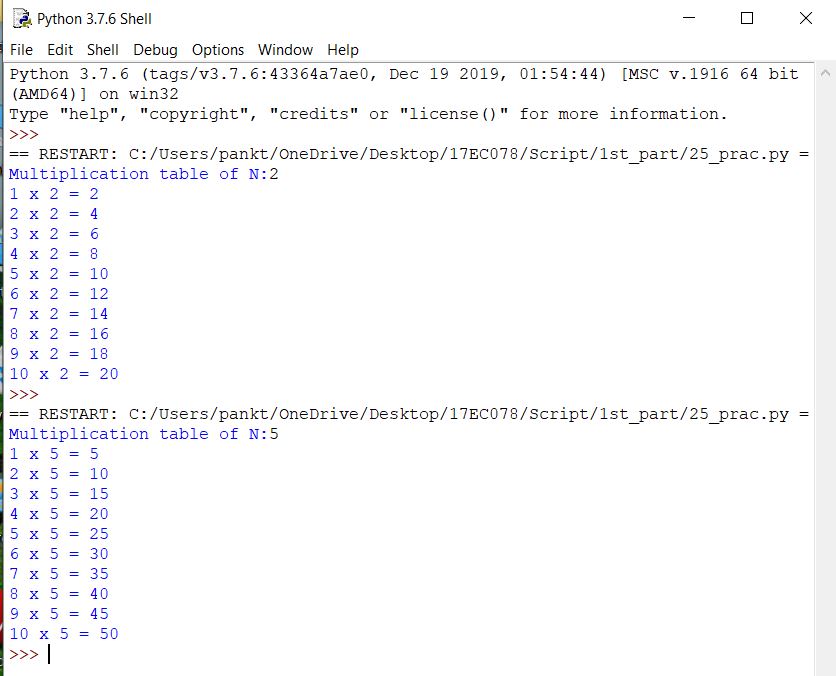 Python 3.7.6 Shell
File Edit Shell Debug Options Window Help
Python 3.7.6 (tags/v3.7.6:43364a7ae0, Dec 19 2019, 01:54:44) [MSC v.1916 64 bit
(AMD64)] on win32
Type "help", "copyright", "credits" or "license()" for more information.
>>>
== RESTART: C:/Users/pankt/OneDrive/Desktop/17EC078/Script/1st_part/25_prac.py =
Multiplication table of N:2
1 x 2 = 2
2 x 2 = 4
3 x 2 = 6
4 x 2 = 8
5 x 2 = 10
6 x 2 = 12
7 x 2 = 14
8 x 2 = 16
9 x 2 = 18
10 x 2 = 20
>>>
== RESTART: C:/Users/pankt/OneDrive/Desktop/17EC078/Script/1st_part/25_prac.py =
Multiplication table of N:5
1 x 5 = 5
2 x 5 = 10
3 x 5 = 15
4 x 5 = 20
5 x 5 = 25
6 x 5 = 30
7 x 5 = 35
8 x 5 = 40
9 x 5 = 45
10 x 5 = 50
>>>